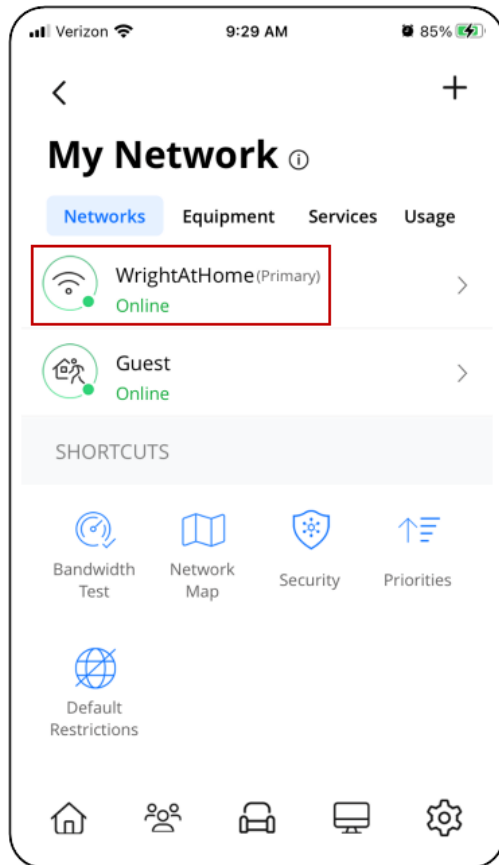 Verizon 9:29 AM 85%
My Network
Networks Equipment Services Usage
WrightAtHome (Primary)
Online
Guest
Online
SHORTCUTS
Bandwidth Test
Network Map
Security
Priorities
Default Restrictions